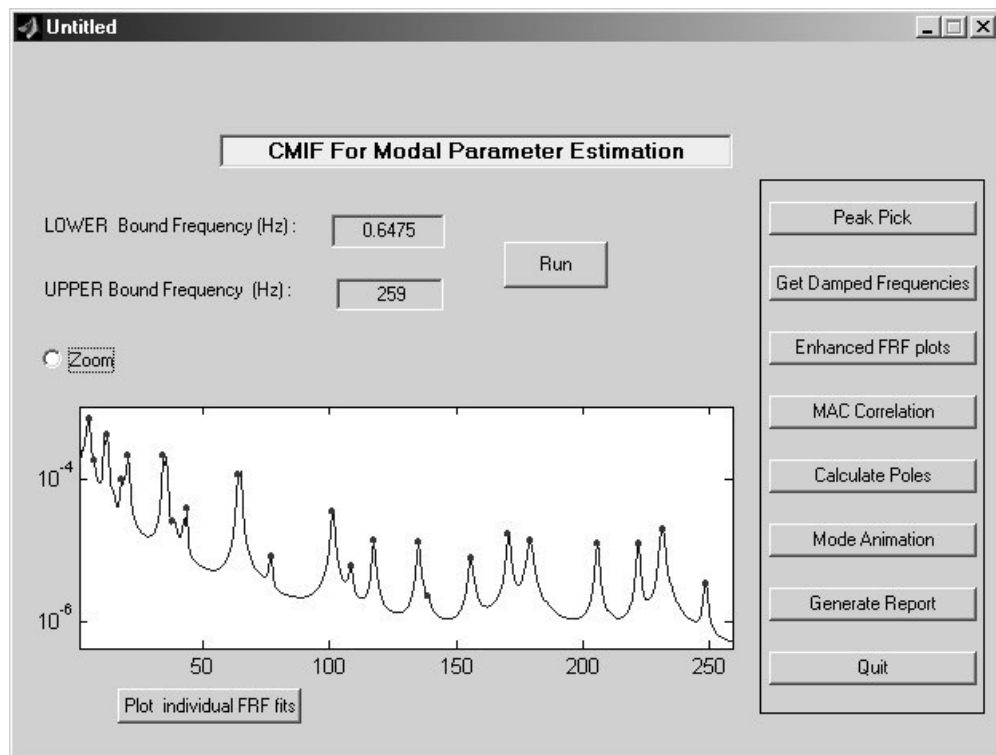 Untitled
CMIF For Modal Parameter Estimation
LOWER Bound Frequency (Hz) :
0.6475
UPPER Bound Frequency (Hz) :
259
Run
Zoom
10-4
10-6
50 100 150 200 250
Plot individual FRF fits
Peak Pick
Get Damped Frequencies
Enhanced FRF plots
MAC Correlation
Calculate Poles
Mode Animation
Generate Report
Quit